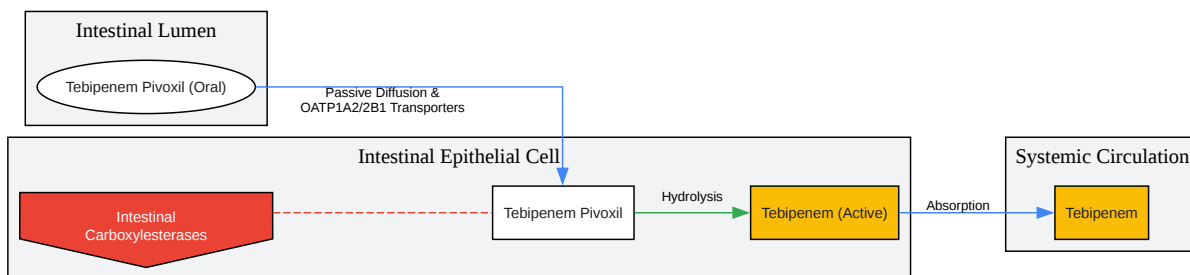 Intestinal Lumen
Tebipenem Pivoxil (Oral)
Passive Diffusion &
OATP1A2/2B1 Transporters
Intestinal Epithelial Cell
Systemic Circulation
Intestinal
Carboxylesterases
Tebipenem Pivoxil
Hydrolysis
Tebipenem (Active)
Absorption
Tebipenem